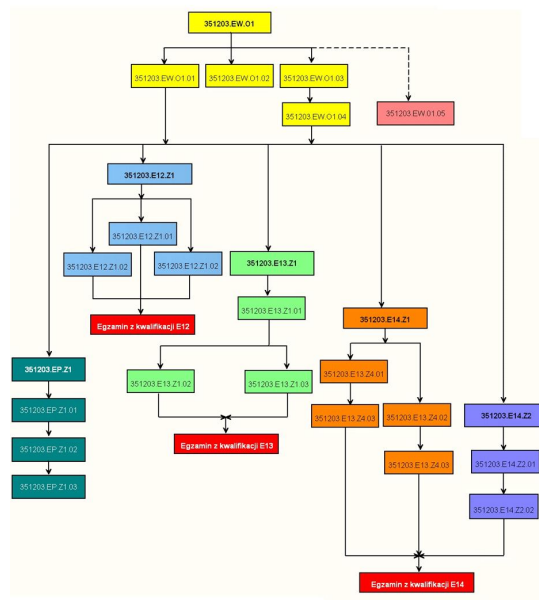 351203.EW.O1
351203.EW.O1.01
351203.EW.O1.02
351203.EW.O1.03
351203.EW.O1.04
351203.EW.O1.05
351203.E12.Z1
351203.E12.Z1.01
351203.E12.Z1.02
351203.E12.Z1.02
Egzamin z kwalifikacji E12
351203.E13.Z1
351203.E13.Z1.01
351203.E13.Z1.02
351203.E13.Z1.03
Egzamin z kwalifikacji E13
351203.E14.Z1
351203.E13.Z4.01
351203.E13.Z4.03
351203.E13.Z4.02
351203.E13.Z4.03
351203.EP.Z1
351203.EP.Z1.01
351203.EP.Z1.02
351203.EP.Z1.03
351203.E14.Z2
351203.E14.Z2.01
351203.E14.Z2.02
Egzamin z kwalifikacji E14